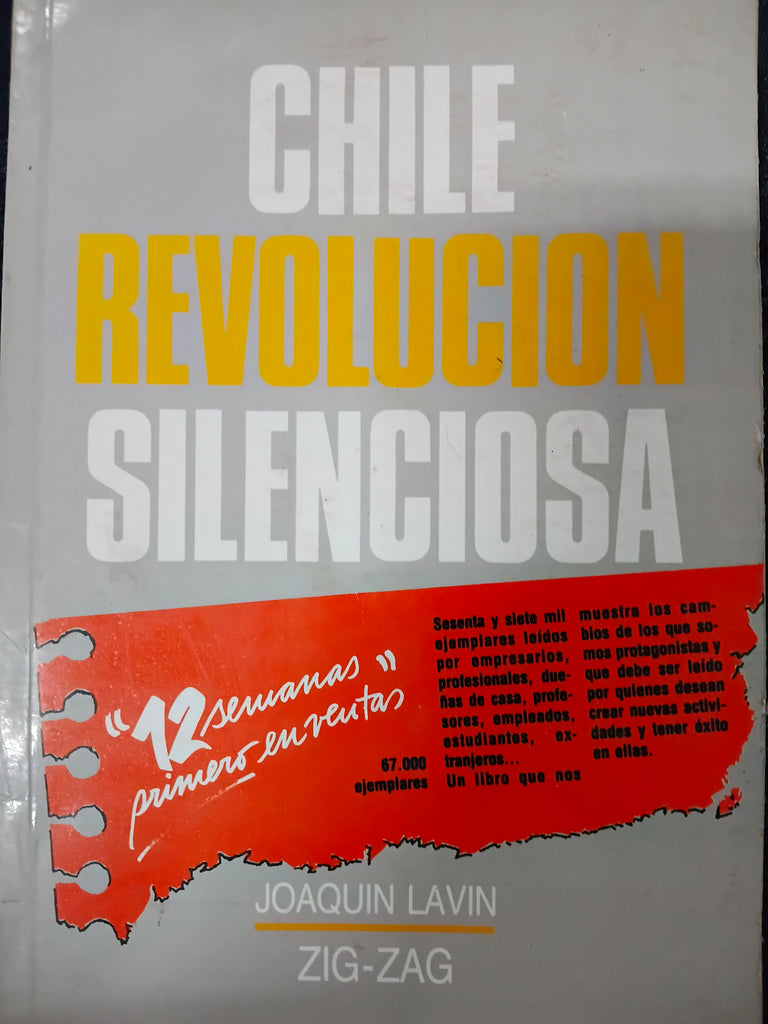 CHILE
REVOLUCION
SILENCIOSA
"12 semanas
primero en ventas"
67.000
ejemplares
Sesenta y siete mil
ejemplares leídos
por empresarios,
profesionales, due-
ñas de casa, profe-
sores, empleados,
estudiantes, ex-
tranjeros...
Un libro que nos
muestra los cam-
bios de los que so-
mos protagonistas y
que debe ser leído
por quienes desean
crear nuevas activi-
dades y tener éxito
en ellas.
JOAQUIN LAVIN
ZIG-ZAG